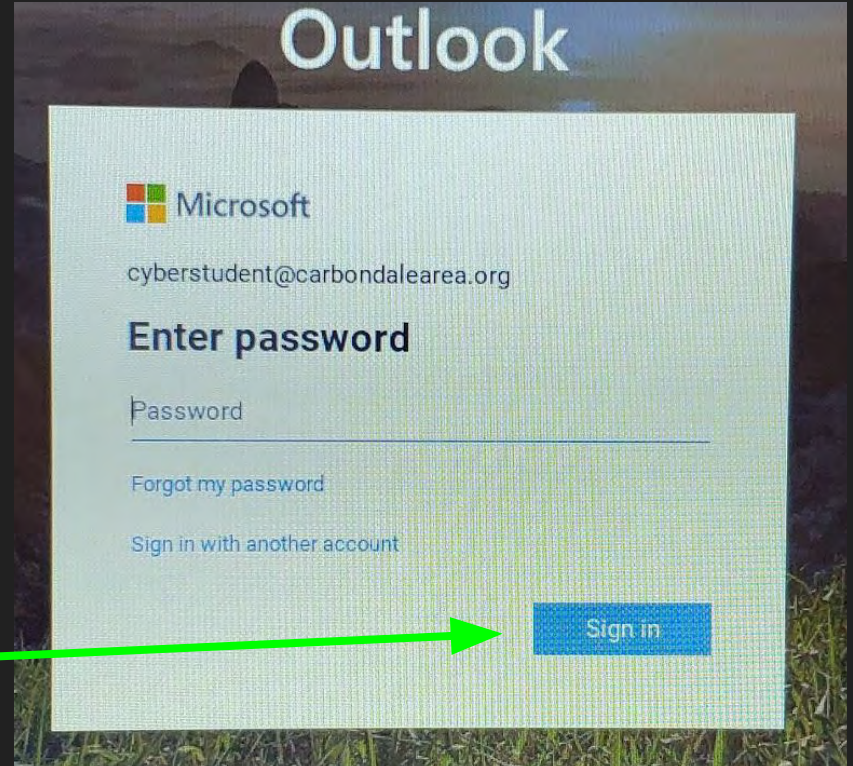 Outlook
Microsoft
cyberstudent@carbondalearea.org
Enter password
Password
Forgot my password
Sign in with another account
Sign in